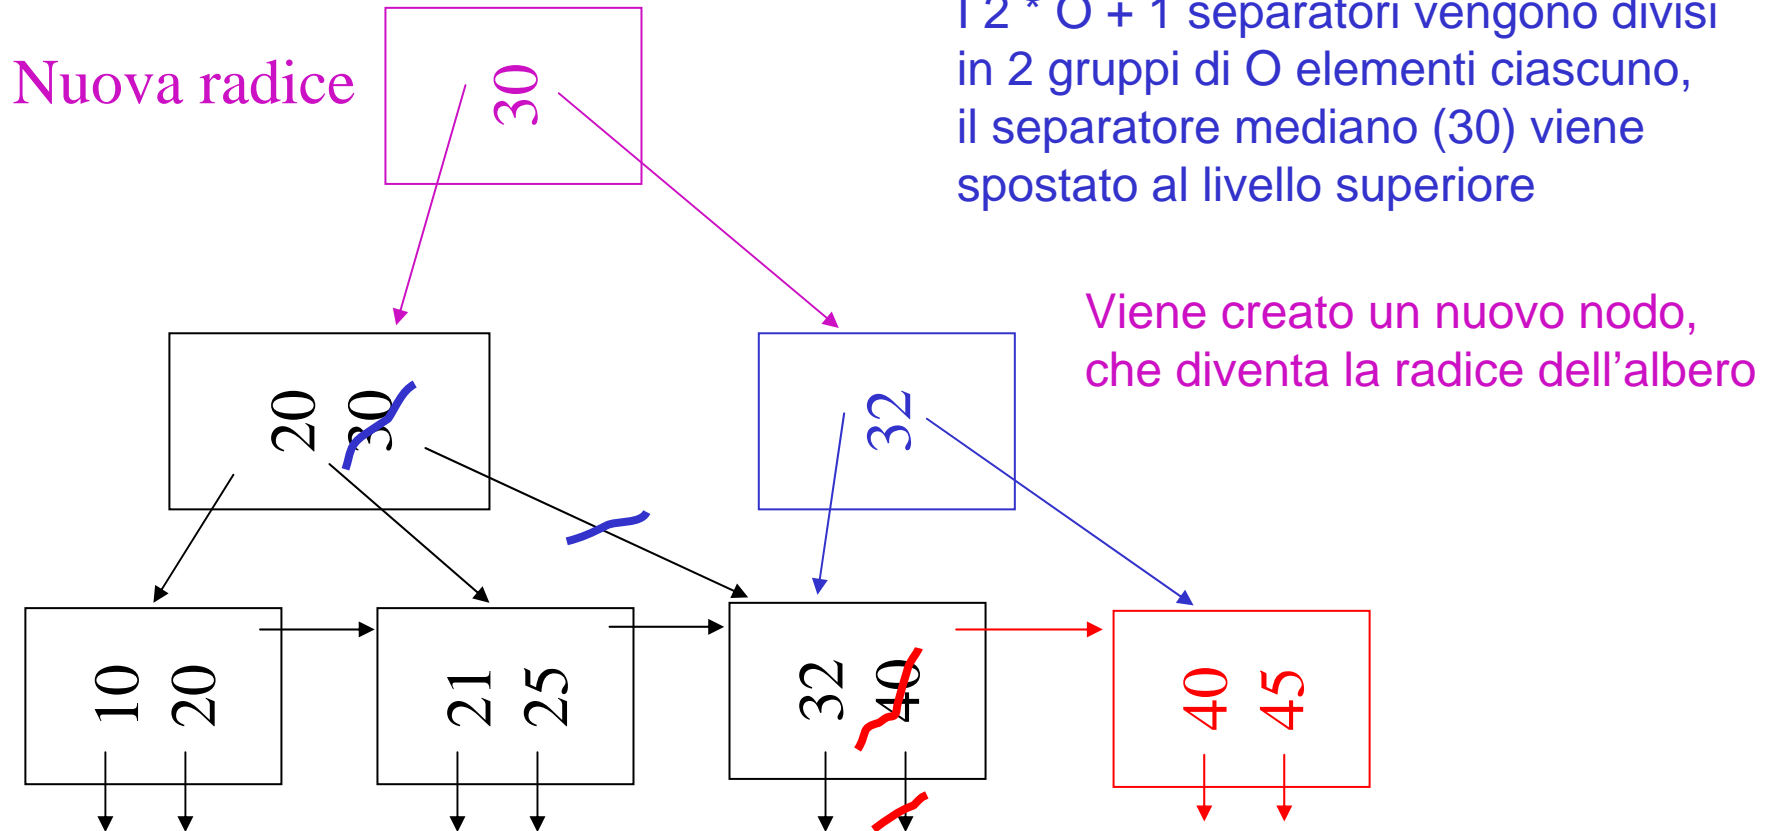 I 2 * O + 1 separatori vengono divisi
in 2 gruppi di O elementi ciascuno,
il separatore mediano (30) viene
spostato al livello superiore
Nuova radice
30
Viene creato un nuovo nodo,
che diventa la radice dell’albero
20 30
32
10 20
21 25
32 40
40 45